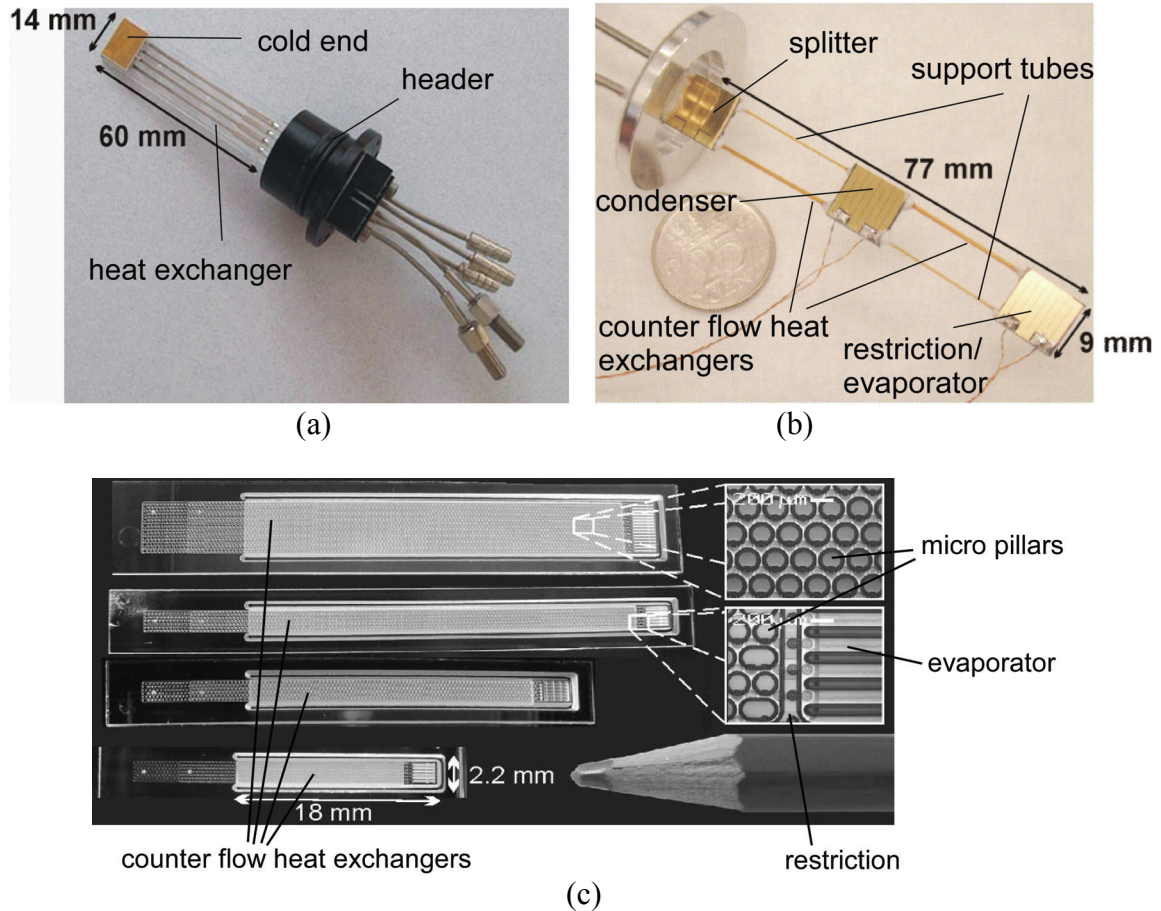 14 mm
cold end
header
60 mm
heat exchanger
(a)
splitter
support tubes
77 mm
condenser
counter flow heat
exchangers
restriction/
evaporator
9 mm
(b)
200 µm
micro pillars
200 µm
evaporator
2.2 mm
18 mm
counter flow heat exchangers
restriction
(c)